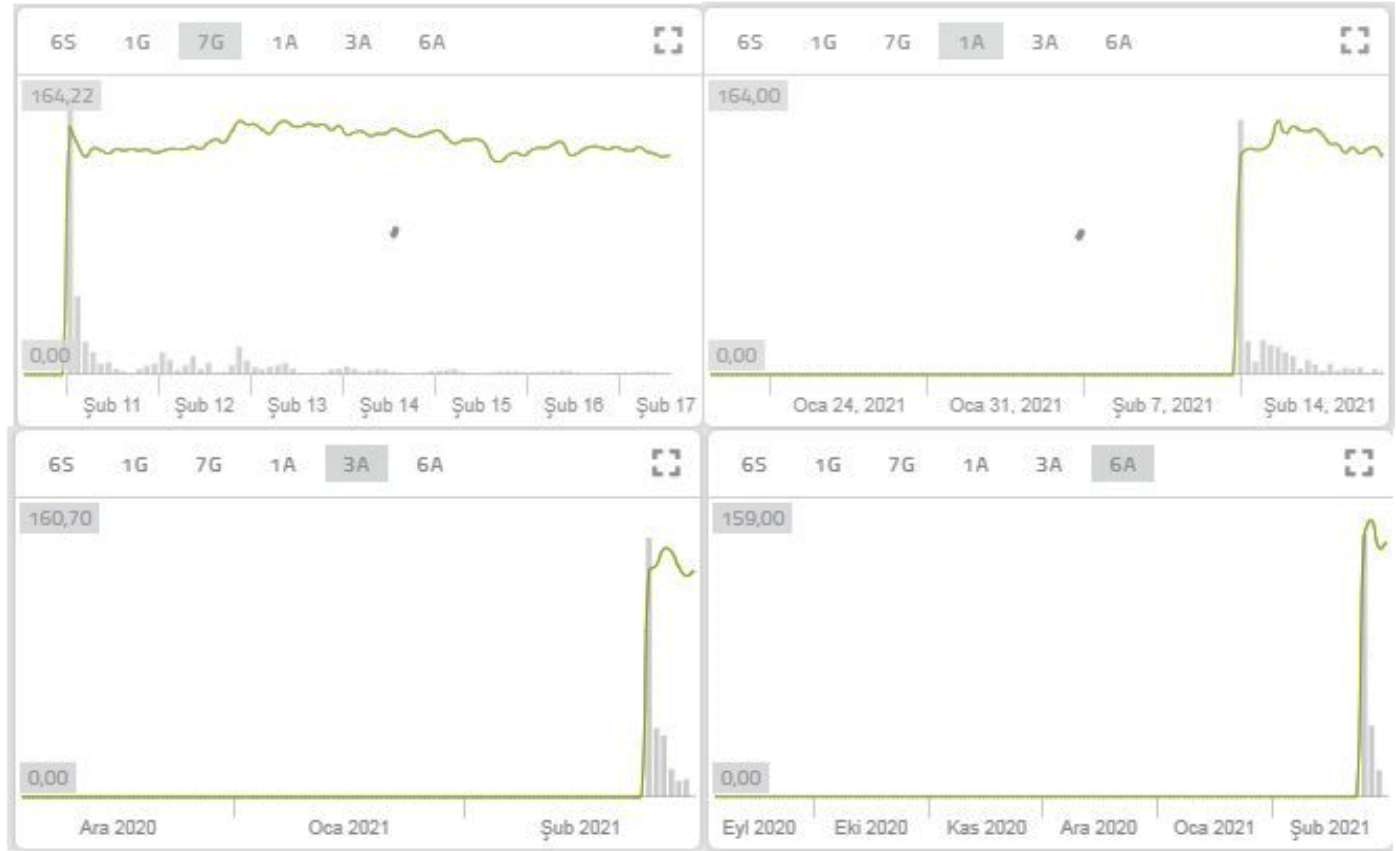 6S 1G 7G 1A 3A 6A
164,22
0,00
Şub 11 Şub 12 Şub 13 Şub 14 Şub 15 Şub 16 Şub 17
6S 1G 7G 1A 3A 6A
164,00
0,00
Oca 24, 2021 Oca 31, 2021 Şub 7, 2021 Şub 14, 2021
6S 1G 7G 1A 3A 6A
160,70
0,00
Ara 2020 Oca 2021 Şub 2021
6S 1G 7G 1A 3A 6A
159,00
0,00
Eyl 2020 Eki 2020 Kas 2020 Ara 2020 Oca 2021 Şub 2021